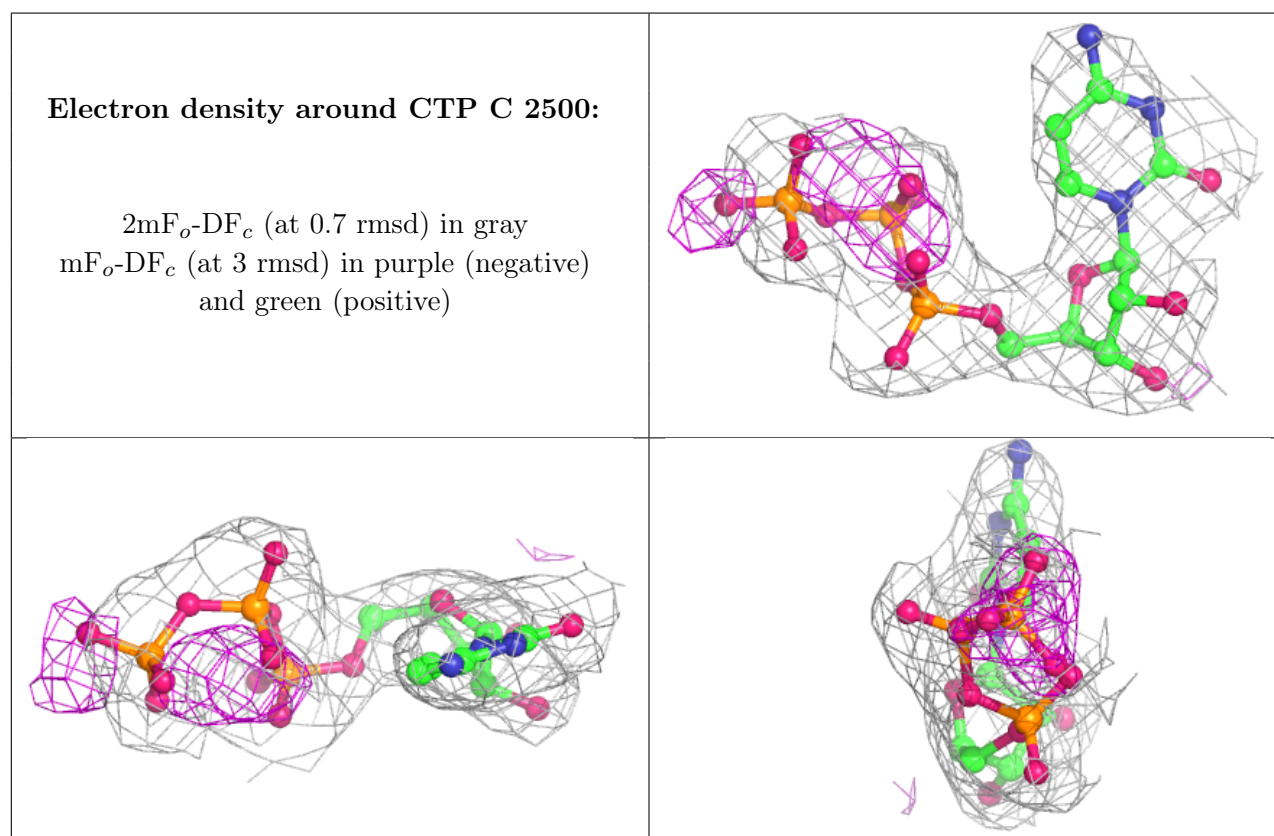 Electron density around CTP C 2500:
2mFo-DFc (at 0.7 rmsd) in gray
mFo-DFc (at 3 rmsd) in purple (negative)
and green (positive)